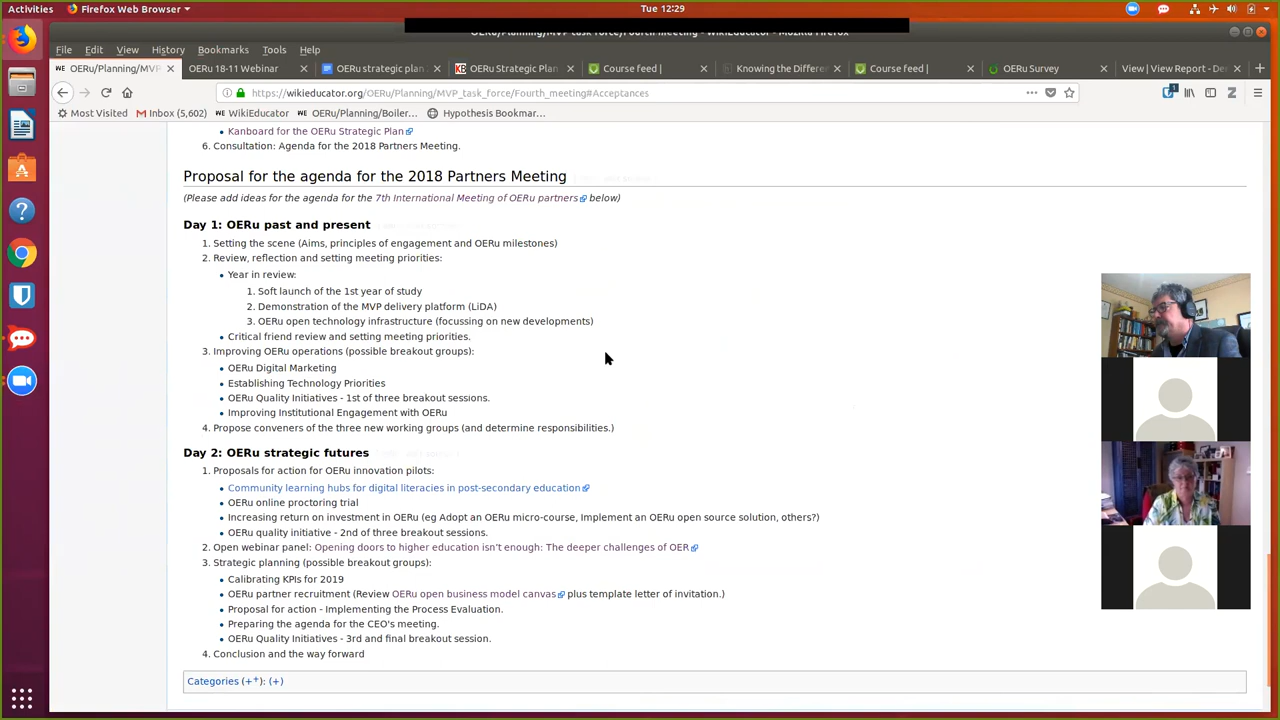 Activities
Firefox Web Browser
Tue 12:29
OERu/Planning/MVP task force/Fourth meeting - WikiEducator - Mozilla Firefox
File Edit View History Bookmarks Tools Help
WE OERu/Planning/MVP ×
OERu 18-11 Webinar ×
OERu strategic plan ×
KB OERu Strategic Plan ×
Course feed | ×
Knowing the Differe ×
Course feed | ×
OERu Survey ×
View | View Report - De ×
https://wikieducator.org/OERu/Planning/MVP_task_force/Fourth_meeting#Acceptances
Most Visited
Inbox (5,602)
WE WikiEducator
WE OERu/Planning/Boiler...
Hypothesis Bookmar...
• Kanboard for the OERu Strategic Plan
6. Consultation: Agenda for the 2018 Partners Meeting.
Proposal for the agenda for the 2018 Partners Meeting
(Please add ideas for the agenda for the 7th International Meeting of OERu partners below)
Day 1: OERu past and present
1. Setting the scene (Aims, principles of engagement and OERu milestones)
2. Review, reflection and setting meeting priorities:
• Year in review:
1. Soft launch of the 1st year of study
2. Demonstration of the MVP delivery platform (LiDA)
3. OERu open technology infrastructure (focussing on new developments)
• Critical friend review and setting meeting priorities.
3. Improving OERu operations (possible breakout groups):
• OERu Digital Marketing
• Establishing Technology Priorities
• OERu Quality Initiatives - 1st of three breakout sessions.
• Improving Institutional Engagement with OERu
4. Propose conveners of the three new working groups (and determine responsibilities.)
Day 2: OERu strategic futures
1. Proposals for action for OERu innovation pilots:
• Community learning hubs for digital literacies in post-secondary education
• OERu online proctoring trial
• Increasing return on investment in OERu (eg Adopt an OERu micro-course, Implement an OERu open source solution, others?)
• OERu quality initiative - 2nd of three breakout sessions.
2. Open webinar panel: Opening doors to higher education isn't enough: The deeper challenges of OER
3. Strategic planning (possible breakout groups):
• Calibrating KPIs for 2019
• OERu partner recruitment (Review OERu open business model canvas plus template letter of invitation.)
• Proposal for action - Implementing the Process Evaluation.
• Preparing the agenda for the CEO's meeting.
• OERu Quality Initiatives - 3rd and final breakout session.
4. Conclusion and the way forward
Categories (++): (+)